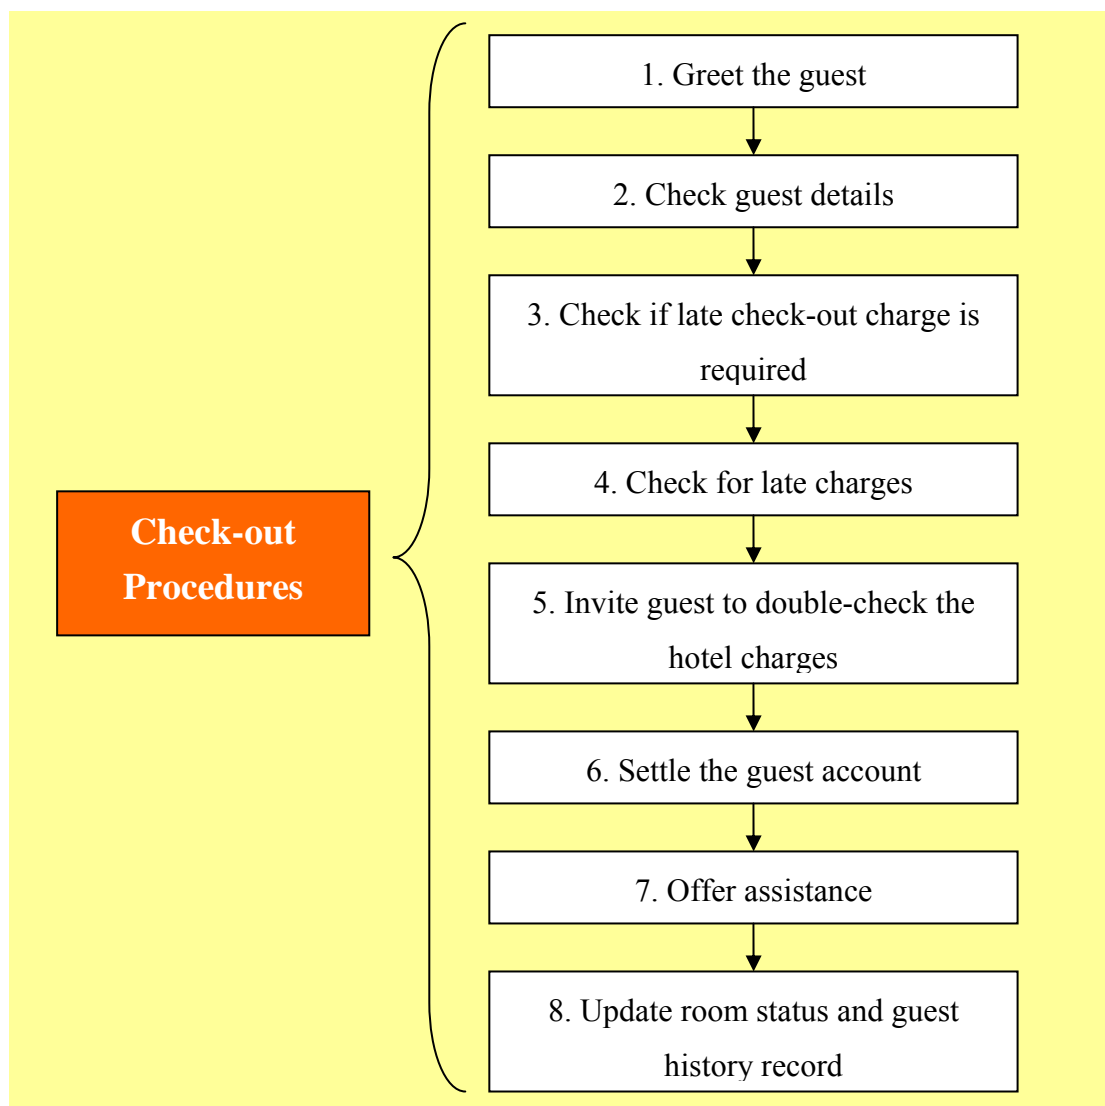 1. Greet the guest
2. Check guest details
3. Check if late check-out charge is
required
4. Check for late charges
Check-out
Procedures
5. Invite guest to double-check the
hotel charges
6. Settle the guest account
7. Offer assistance
8. Update room status and guest
history record